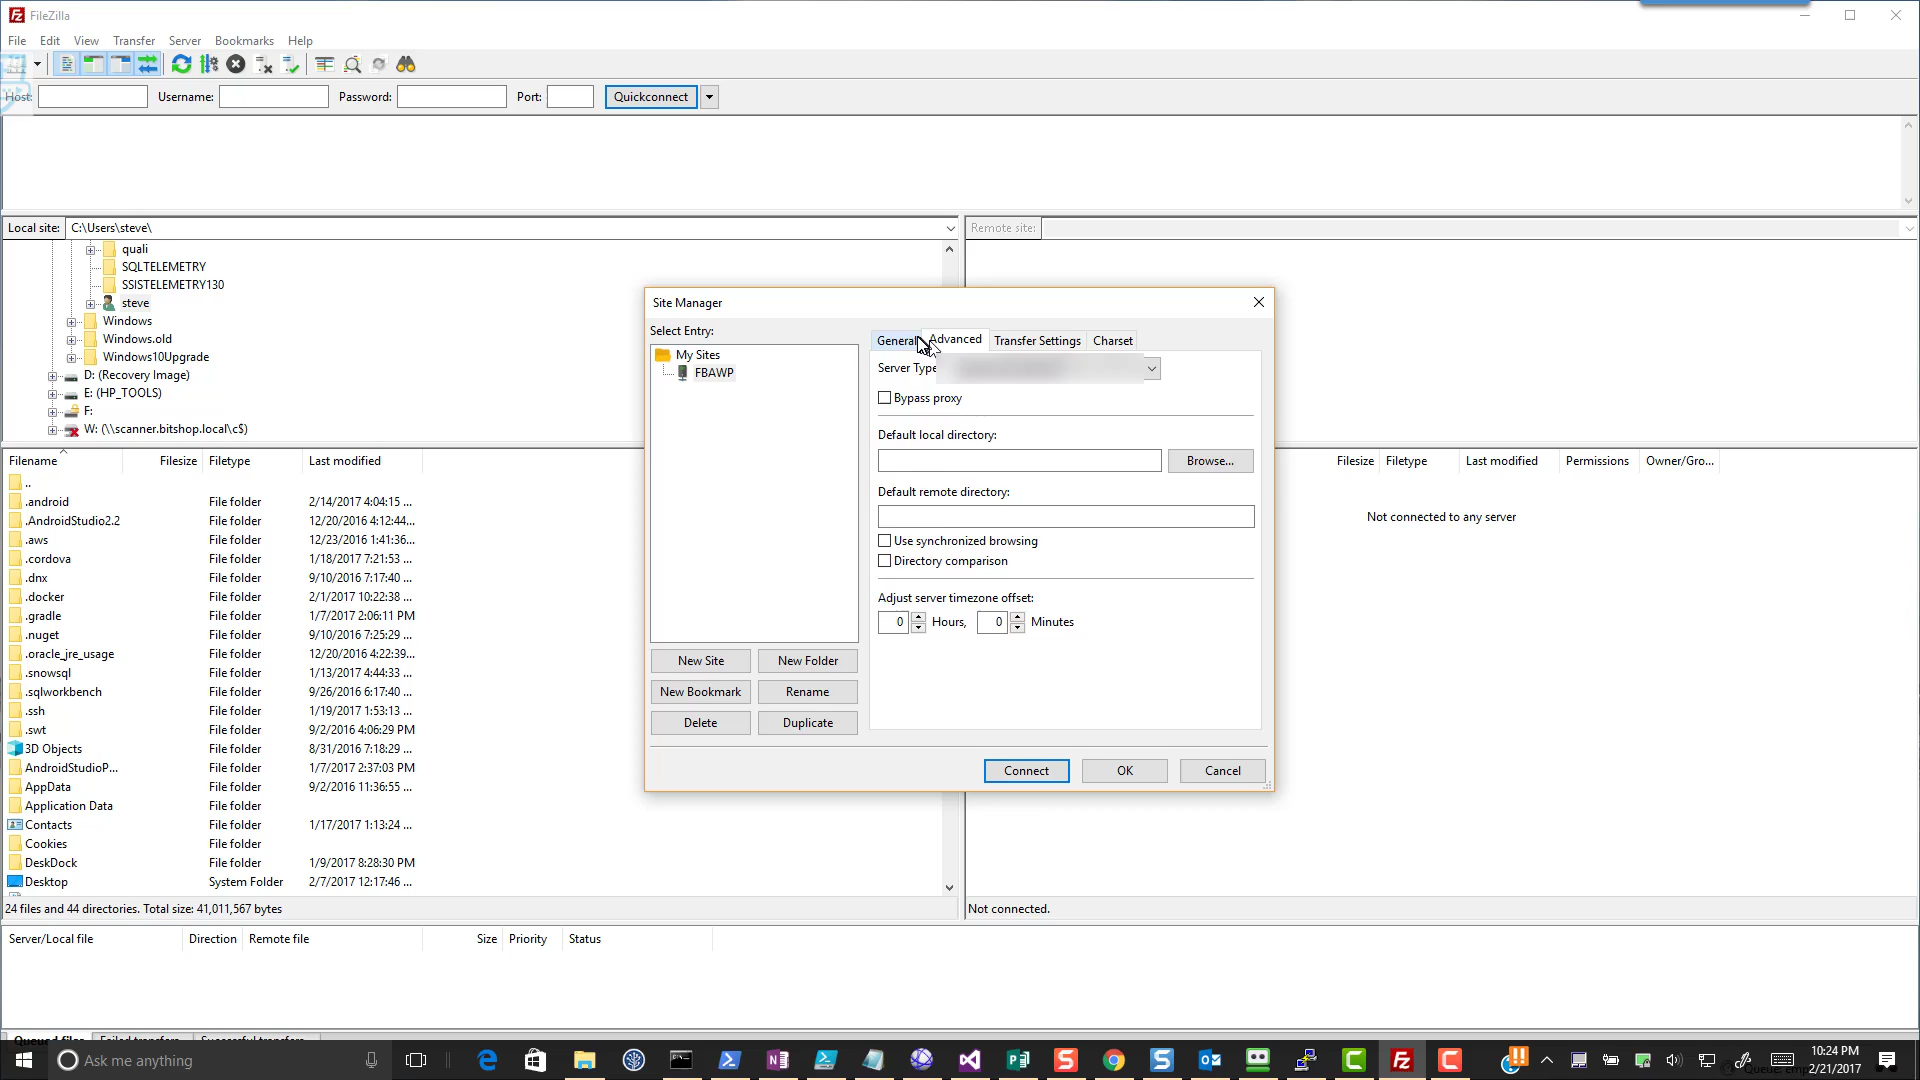 FileZilla
File Edit View Transfer Server Bookmarks Help
Host: Username: Password: Port: Quickconnect
Local site: C:\Users\steve\
Remote site:
quali
SQLTELEMETRY
SSISTELEMETRY130
steve
Windows
Windows.old
Windows10Upgrade
D: (Recovery Image)
E: (HP_TOOLS)
F:
W: (\\scanner.bitshop.local\c$)
Filename Filesize Filetype Last modified
..
.android File folder 2/14/2017 4:04:15 ...
.AndroidStudio2.2 File folder 12/20/2016 4:12:44...
.aws File folder 12/23/2016 1:41:36...
.cordova File folder 1/18/2017 7:21:53 ...
.dnx File folder 9/10/2016 7:17:40 ...
.docker File folder 2/1/2017 10:22:38 ...
.gradle File folder 1/7/2017 2:06:11 PM
.nuget File folder 9/10/2016 7:25:29 ...
.oracle_jre_usage File folder 12/20/2016 4:22:39...
.snowsql File folder 1/13/2017 4:44:33 ...
.sqlworkbench File folder 9/26/2016 6:17:40 ...
.ssh File folder 1/19/2017 1:53:13 ...
.swt File folder 9/2/2016 4:06:29 PM
3D Objects File folder 8/31/2016 7:18:29 ...
AndroidStudioP... File folder 1/7/2017 2:37:03 PM
AppData File folder 9/2/2016 11:36:55 ...
Application Data File folder
Contacts File folder 1/17/2017 1:13:24 ...
Cookies File folder
DeskDock File folder 1/9/2017 8:28:30 PM
Desktop System Folder 2/7/2017 12:17:46 ...
24 files and 44 directories. Total size: 41,011,567 bytes
Site Manager
Select Entry:
My Sites
FBAWP
New Site New Folder
New Bookmark Rename
Delete Duplicate
General Advanced Transfer Settings Charset
Server Type
Bypass proxy
Default local directory:
Browse...
Default remote directory:
Use synchronized browsing
Directory comparison
Adjust server timezone offset:
0 Hours, 0 Minutes
Connect OK Cancel
Filesize Filetype Last modified Permissions Owner/Gro...
Not connected to any server
Not connected.
Server/Local file Direction Remote file Size Priority Status
Queued files Failed transfers Successful transfers
Ask me anything
10:24 PM
2/21/2017